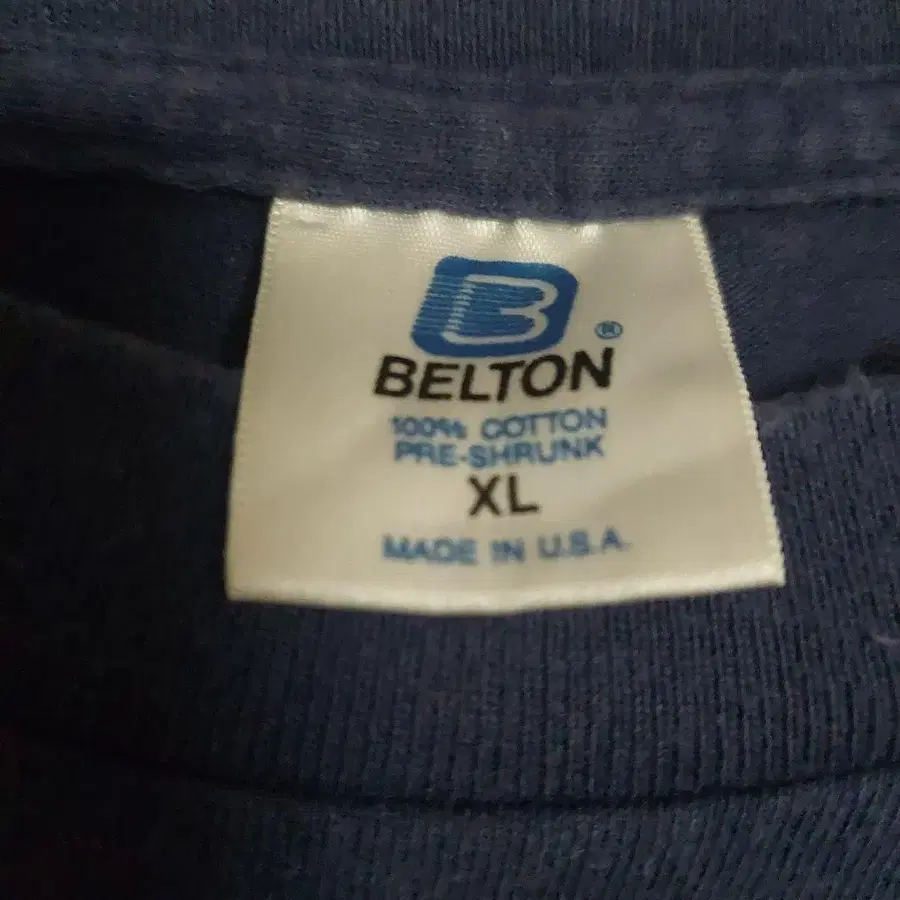 B ®
BELTON
100% COTTON
PRE-SHRUNK
XL
MADE IN U.S.A.